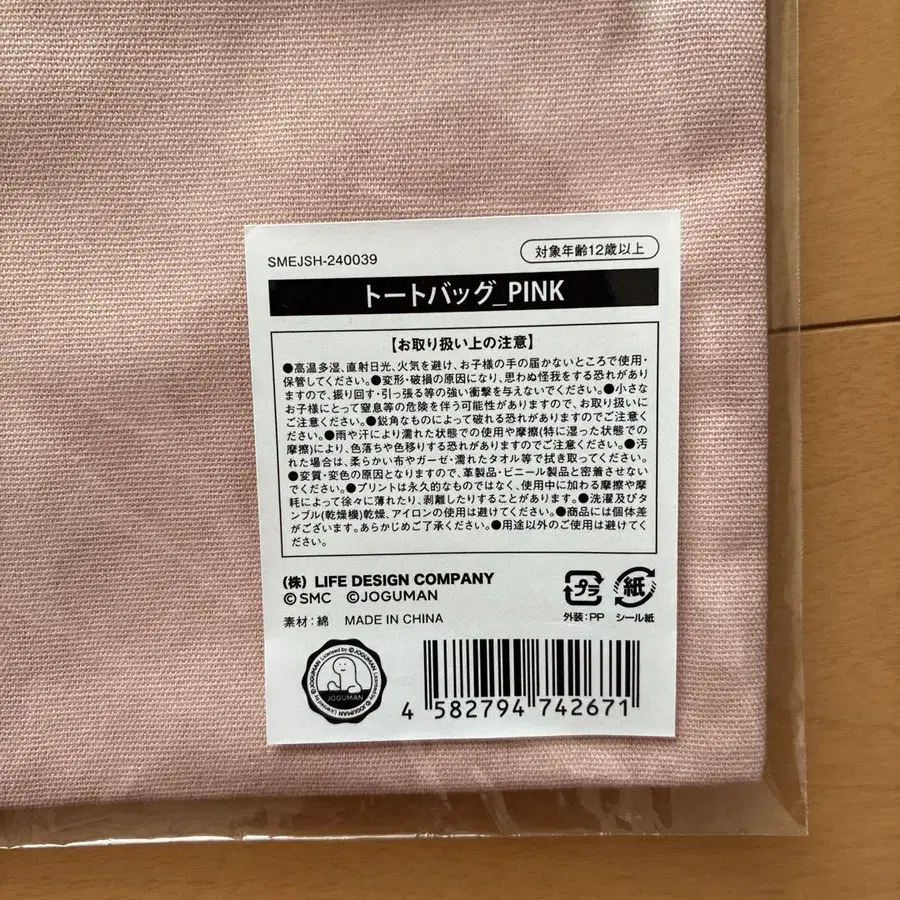 SMEJSH-240039
対象年齢12歳以上
トートバッグ_PINK
【お取り扱い上の注意】
●高温多湿、直射日光、火気を避け、お子様の手の届かないところで使用・
保管してください。●変形・破損の原因になり、思わぬ怪我をする恐れがあり
ますので、振り回す・引っ張る等の強い衝撃を与えないでください。●小さな
お子様にとって窒息等の危険を伴う可能性がありますので、お取り扱いに
ご注意ください。●鋭角なものによって破れる恐れがありますのでご注意くだ
さい。●雨や汗により濡れた状態での使用や摩擦(特に湿った状態での
摩擦)により、色落ちや色移りする恐れがありますのでご注意ください。●汚
れた場合は、柔らかい布やガーゼ・濡れたタオル等で拭き取ってください。
●変質・変色の原因となりますので、革製品・ビニール製品と密着させない
でください。●プリントは永久的なものではなく、使用中に加わる摩擦や摩
耗によって徐々に薄れたり、剥離したりすることがあります。●洗濯及びタ
ンブル(乾燥機)乾燥、アイロンの使用は避けてください。●商品には個体差
がございます。あらかじめご了承ください。●用途以外のご使用は避けてく
ださい。
(株) LIFE DESIGN COMPANY
©SMC ©JOGUMAN
素材:綿 MADE IN CHINA
プラ
外装:PP
紙
シール紙
Licensed by ©JOGUMAN
JOGUMAN
4 582794 742671